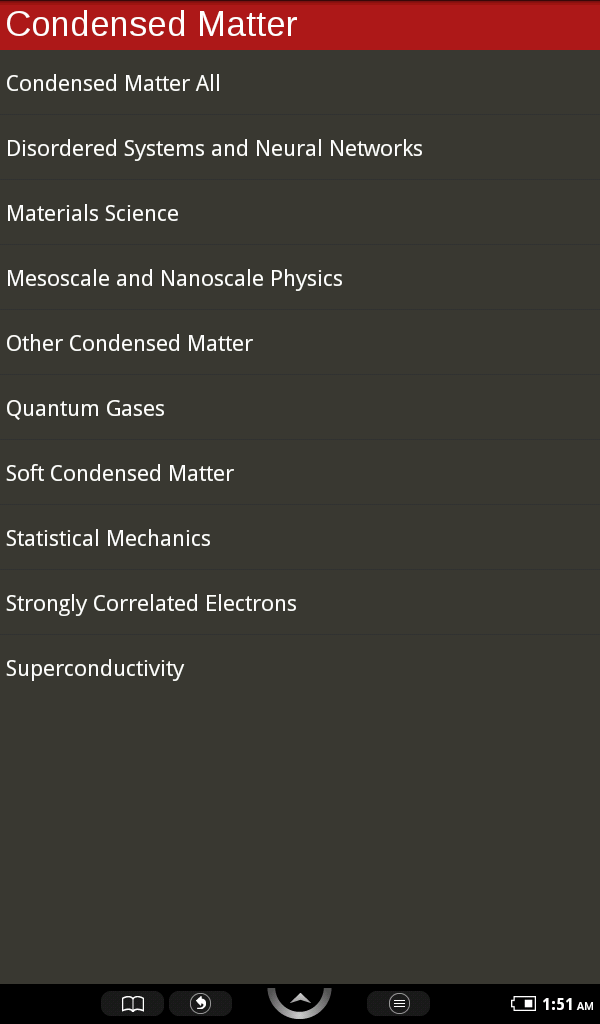 Condensed Matter
Condensed Matter All
Disordered Systems and Neural Networks
Materials Science
Mesoscale and Nanoscale Physics
Other Condensed Matter
Quantum Gases
Soft Condensed Matter
Statistical Mechanics
Strongly Correlated Electrons
Superconductivity
1:51 AM